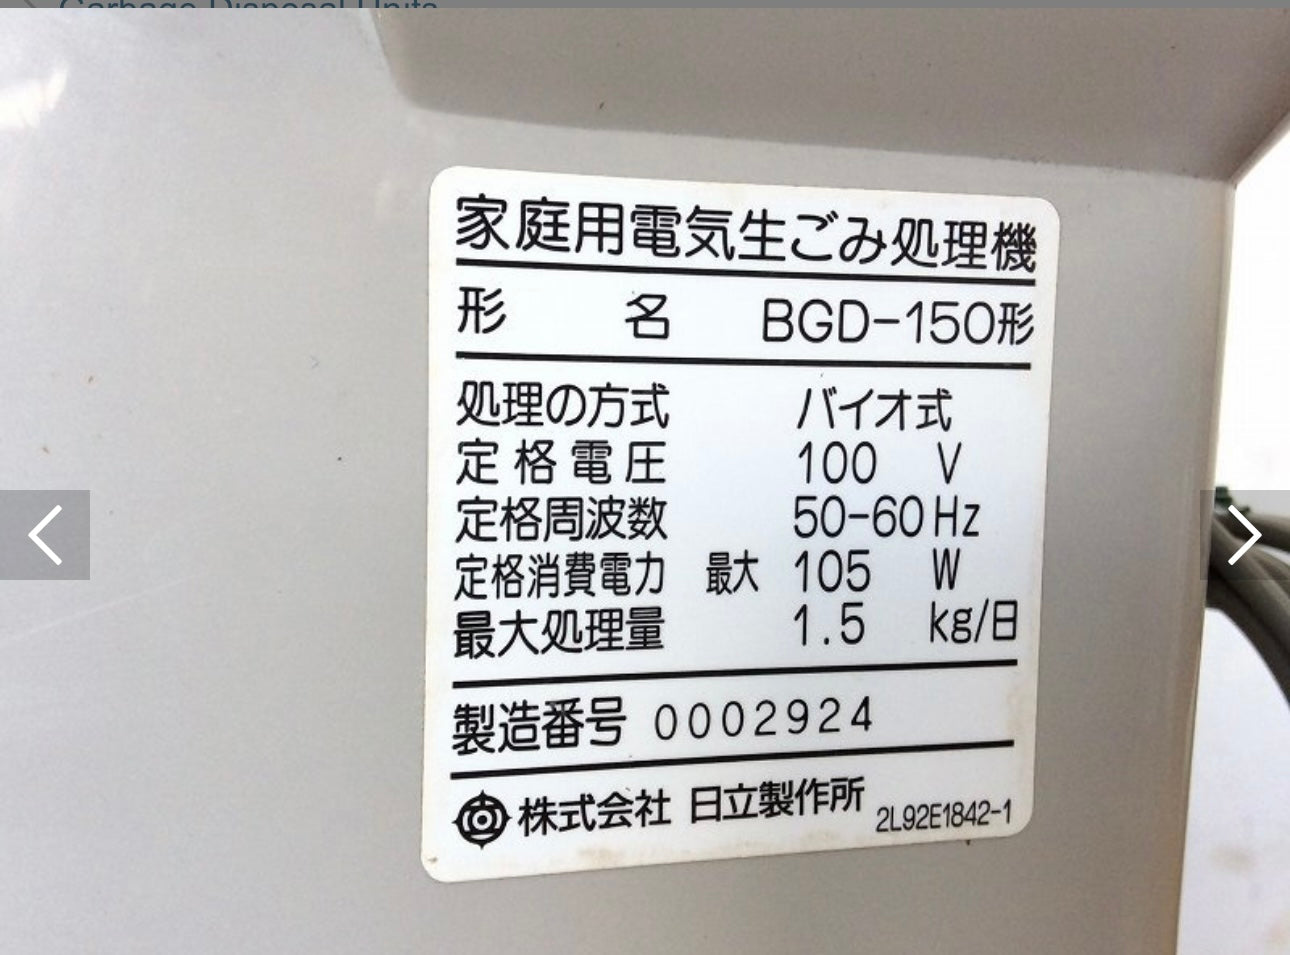 家庭用電気生ごみ処理機
形 名 BGD-150形
処理の方式 バイオ式
定格電圧 100 V
定格周波数 50-60 Hz
定格消費電力 最大 105 W
最大処理量 1.5 kg/日
製造番号 0002924
株式会社 日立製作所 2L92E1842-1